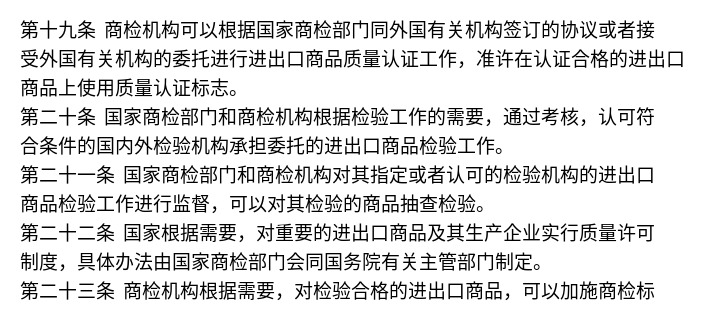 第十九条 商检机构可以根据国家商检部门同外国有关机构签订的协议或者接
受外国有关机构的委托进行进出口商品质量认证工作，准许在认证合格的进出口
商品上使用质量认证标志。
第二十条 国家商检部门和商检机构根据检验工作的需要，通过考核，认可符
合条件的国内外检验机构承担委托的进出口商品检验工作。
第二十一条 国家商检部门和商检机构对其指定或者认可的检验机构的进出口
商品检验工作进行监督，可以对其检验的商品抽查检验。
第二十二条 国家根据需要，对重要的进出口商品及其生产企业实行质量许可
制度，具体办法由国家商检部门会同国务院有关主管部门制定。
第二十三条 商检机构根据需要，对检验合格的进出口商品，可以加施商检标